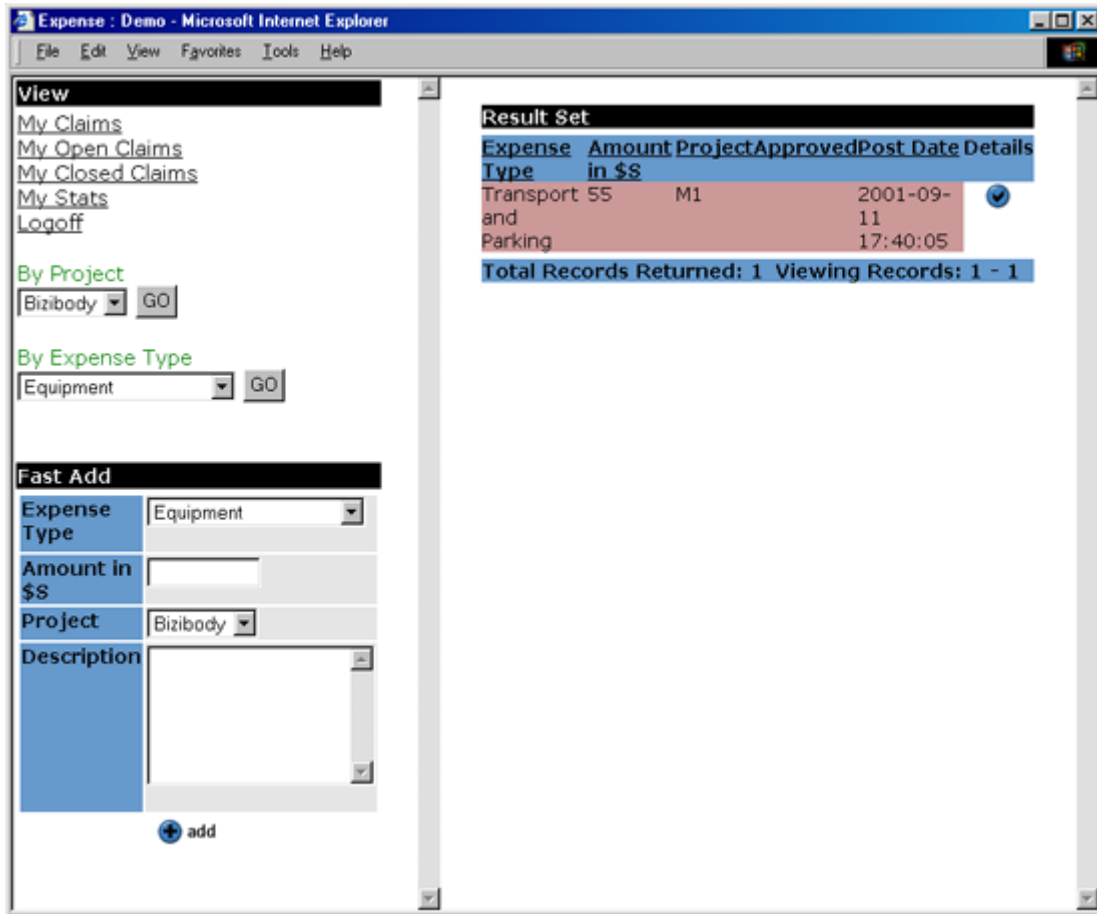 Expense : Demo - Microsoft Internet Explorer
File Edit View Favorites Tools Help
View
My Claims
My Open Claims
My Closed Claims
My Stats
Logoff
By Project
Bizibody GO
By Expense Type
Equipment GO
Fast Add
Expense
Type
Equipment
Amount in
$S
Project
Bizibody
Description
add
Result Set
Expense Amount Project Approved Post Date Details
Type in $S
Transport 55 M1 2001-09-
and 11
Parking 17:40:05
Total Records Returned: 1 Viewing Records: 1 - 1